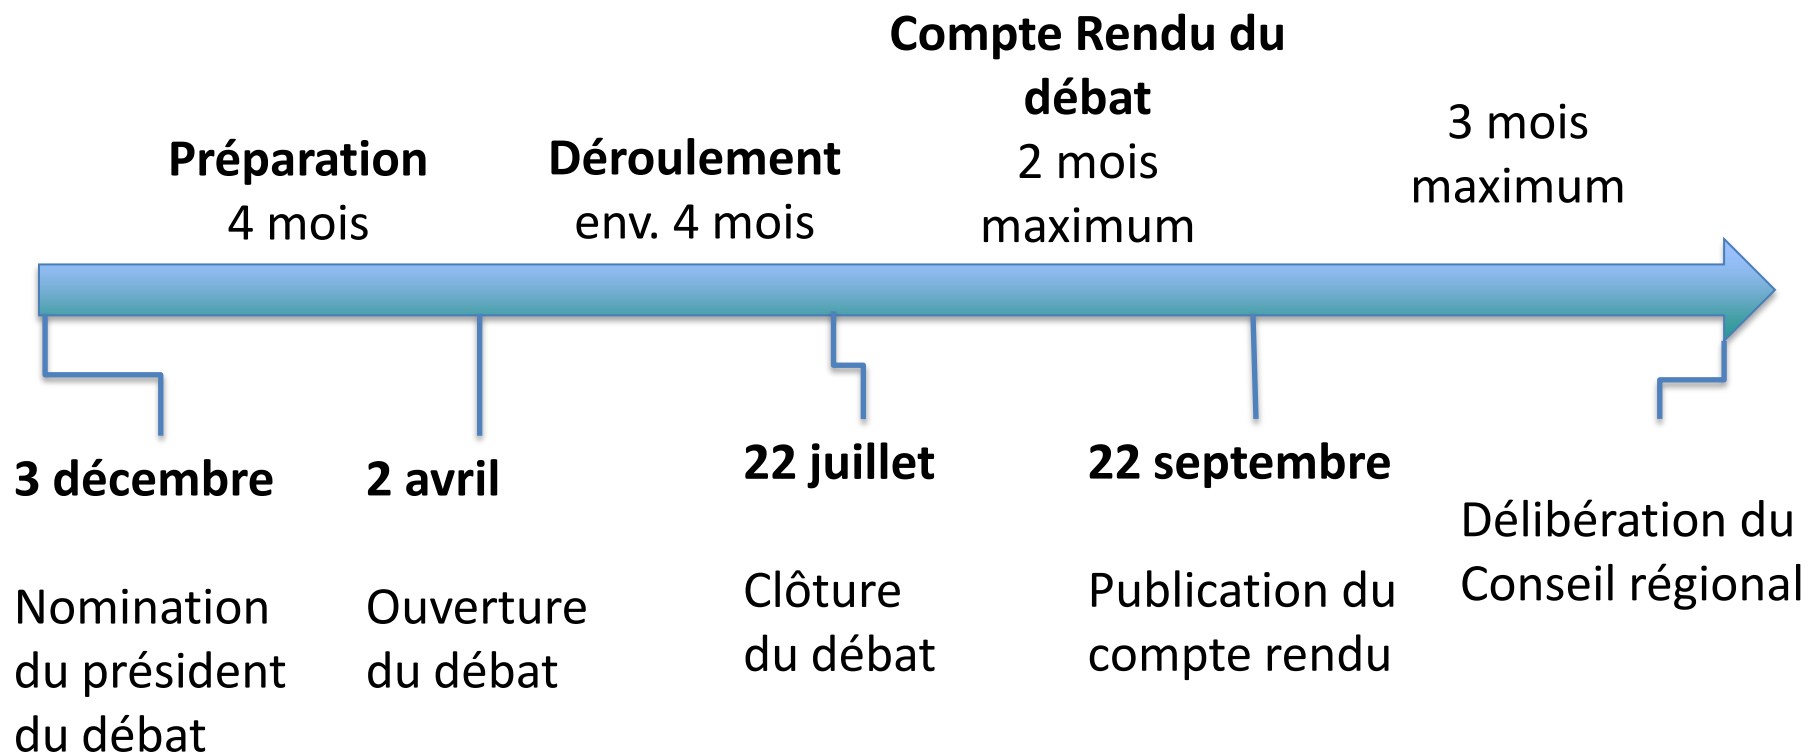 Préparation
4 mois
Déroulement
env. 4 mois
Compte Rendu du
débat
2 mois
maximum
3 mois
maximum
3 décembre
Nomination
du président
du débat
2 avril
Ouverture
du débat
22 juillet
Clôture
du débat
22 septembre
Publication du
compte rendu
Délibération du
Conseil régional